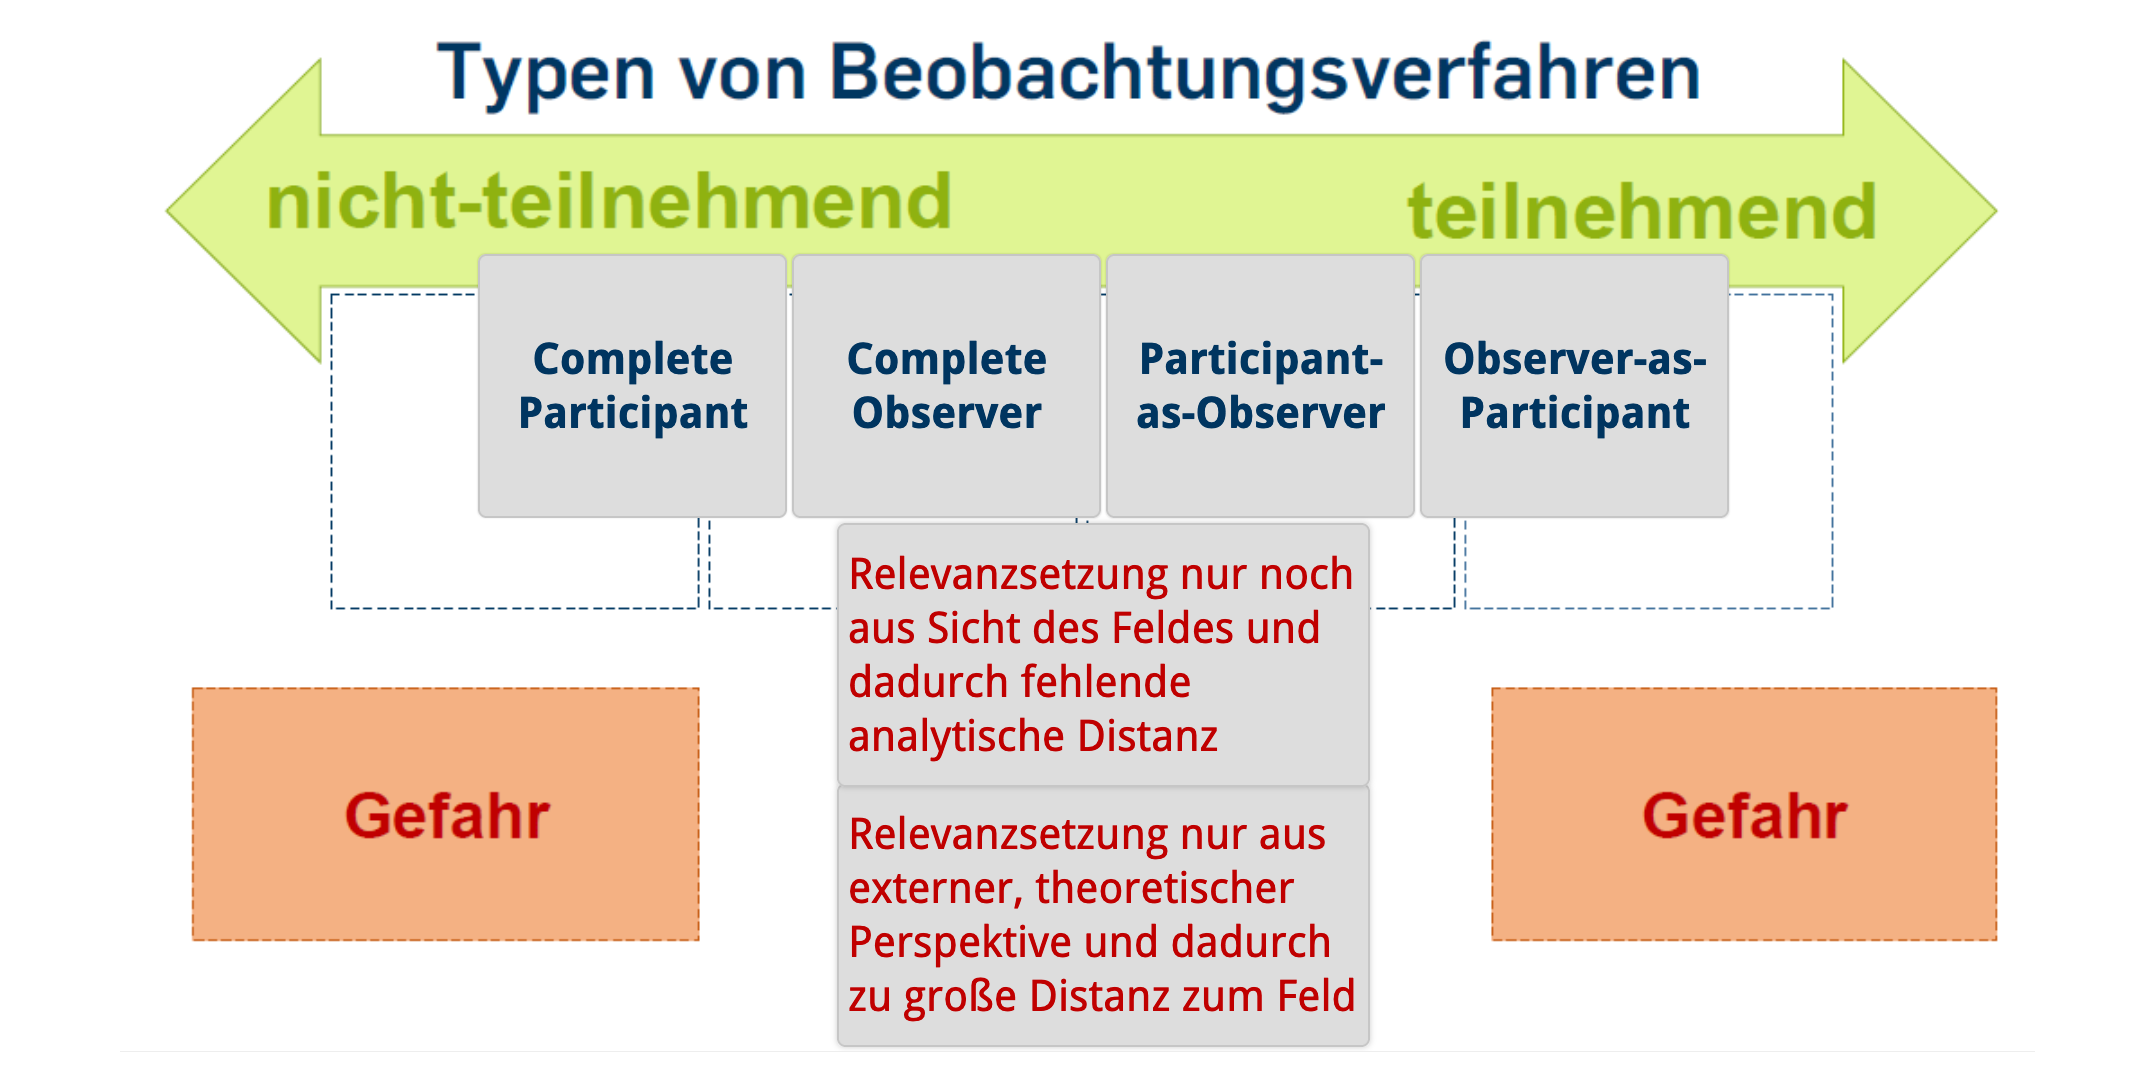 Typen von Beobachtungsverfahren
nicht-teilnehmend
teilnehmend
Complete
Participant
Complete
Observer
Participant-
as-Observer
Observer-as-
Participant
Relevanzsetzung nur noch
aus Sicht des Feldes und
dadurch fehlende
analytische Distanz
Gefahr
Gefahr
Relevanzsetzung nur aus
externer, theoretischer
Perspektive und dadurch
zu große Distanz zum Feld